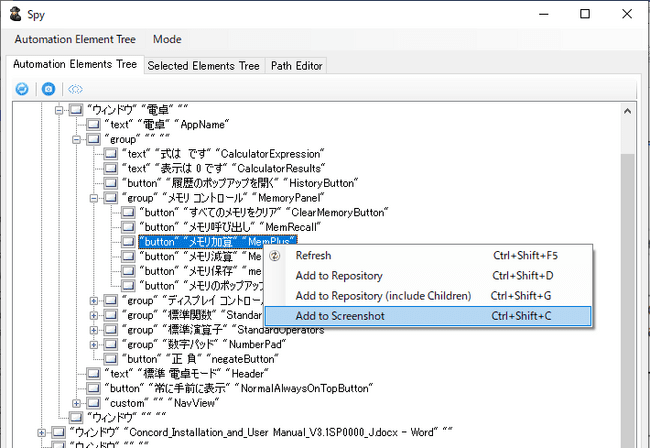 Spy
Automation Element Tree Mode
Automation Elements Tree Selected Elements Tree Path Editor
"ウィンドウ" "電卓" ""
"text" "電卓" "AppName"
"group" "" ""
"text" "式は です" "CalculatorExpression"
"text" "表示は 0 です" "CalculatorResults"
"button" "履歴のポップアップを開く" "HistoryButton"
"group" "メモリ コントロール" "MemoryPanel"
"button" "すべてのメモリをクリア" "ClearMemoryButton"
"button" "メモリ呼び出し" "MemRecall"
"button" "メモリ加算" "MemPlus"
"button" "メモリ減算" "Me
"button" "メモリ保存" "me
"button" "メモリのポップアップ
"group" "ディスプレイ コントロー
"group" "標準関数" "Standar
"group" "標準演算子" "StandardOperators"
"group" "数字パッド" "NumberPad"
"button" "正 負" "negateButton"
"text" "標準 電卓モード" "Header"
"button" "常に手前に表示" "NormalAlwaysOnTopButton"
"custom" "" "NavView"
"ウィンドウ" "" ""
"ウィンドウ" "Concord_Installation_and_User Manual_V3.1SP0000_J.docx - Word" ""
Refresh Ctrl+Shift+F5
Add to Repository Ctrl+Shift+D
Add to Repository (include Children) Ctrl+Shift+G
Add to Screenshot Ctrl+Shift+C